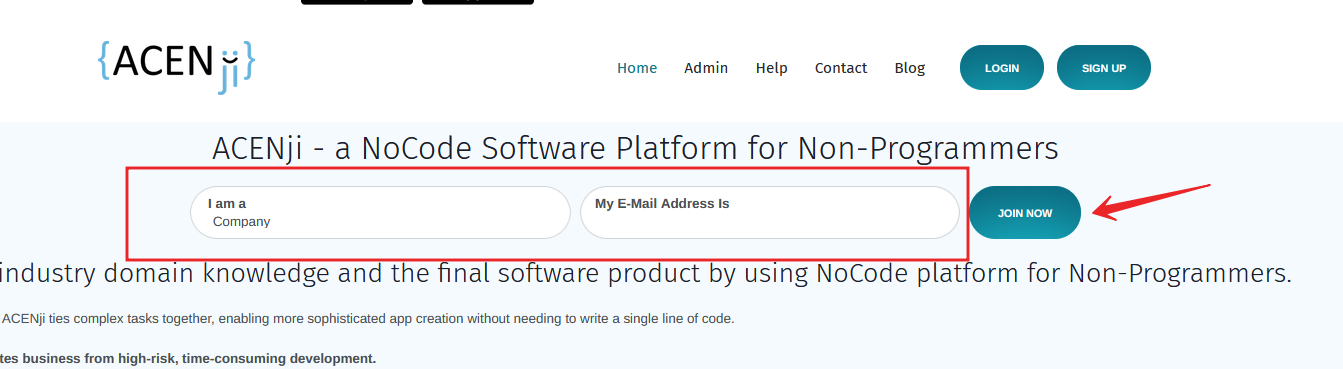 {ACENji}
Home Admin Help Contact Blog LOGIN SIGN UP
ACENji - a NoCode Software Platform for Non-Programmers
I am a
Company
My E-Mail Address Is
JOIN NOW
industry domain knowledge and the final software product by using NoCode platform for Non-Programmers.
ACENji ties complex tasks together, enabling more sophisticated app creation without needing to write a single line of code.
tes business from high-risk, time-consuming development.